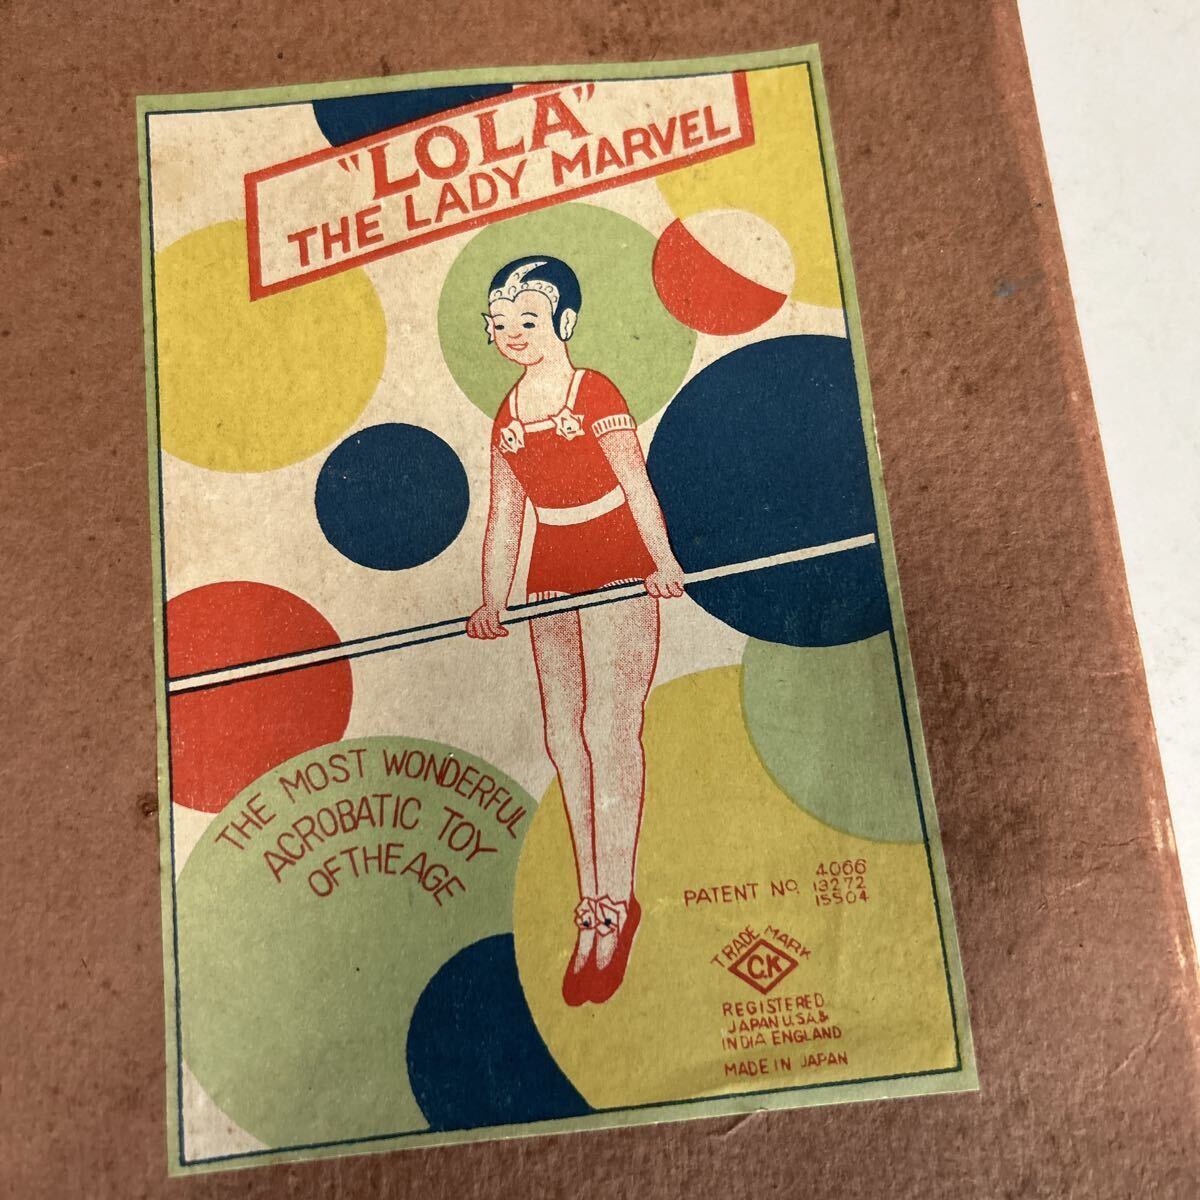 "LOLA"
THE LADY MARVEL
THE MOST WONDERFUL
ACROBATIC TOY
OF THE AGE
4066
PATENT NO. 13272
15504
TRADE MARK
C.K
REGISTERED
JAPAN U.S.A &
INDIA ENGLAND
MADE IN JAPAN